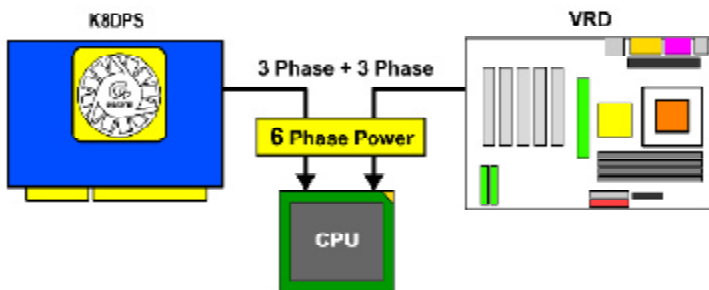 K8DPS
VRD
3 Phase + 3 Phase
6 Phase Power
CPU